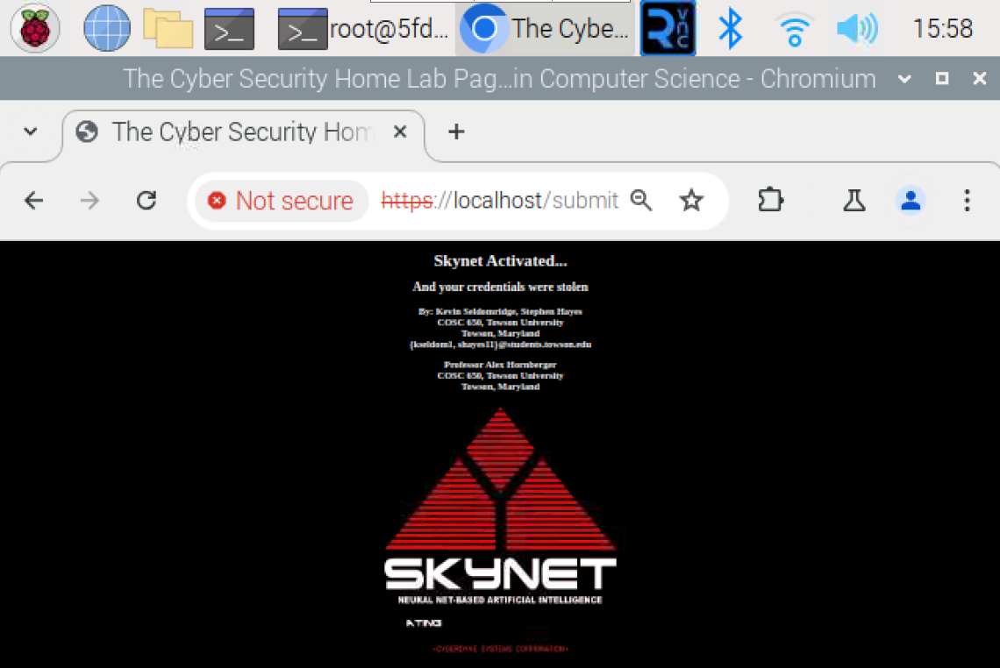 root@5fd...
The Cybe...
VNC
15:58
The Cyber Security Home Lab Pag...in Computer Science - Chromium
The Cyber Security Hom
Not secure
https://localhost/submit
Skynet Activated...
And your credentials were stolen
By: Kevin Seldomridge, Stephen Hayes
COSC 650, Towson University
Towson, Maryland
{kseldom1, shayes11}@students.towson.edu
Professor Alex Hornberger
COSC 650, Towson University
Towson, Maryland
SKYNET
NEURAL NET-BASED ARTIFICIAL INTELLIGENCE
ATING
CYBERDYNE SYSTEMS CORPORATION